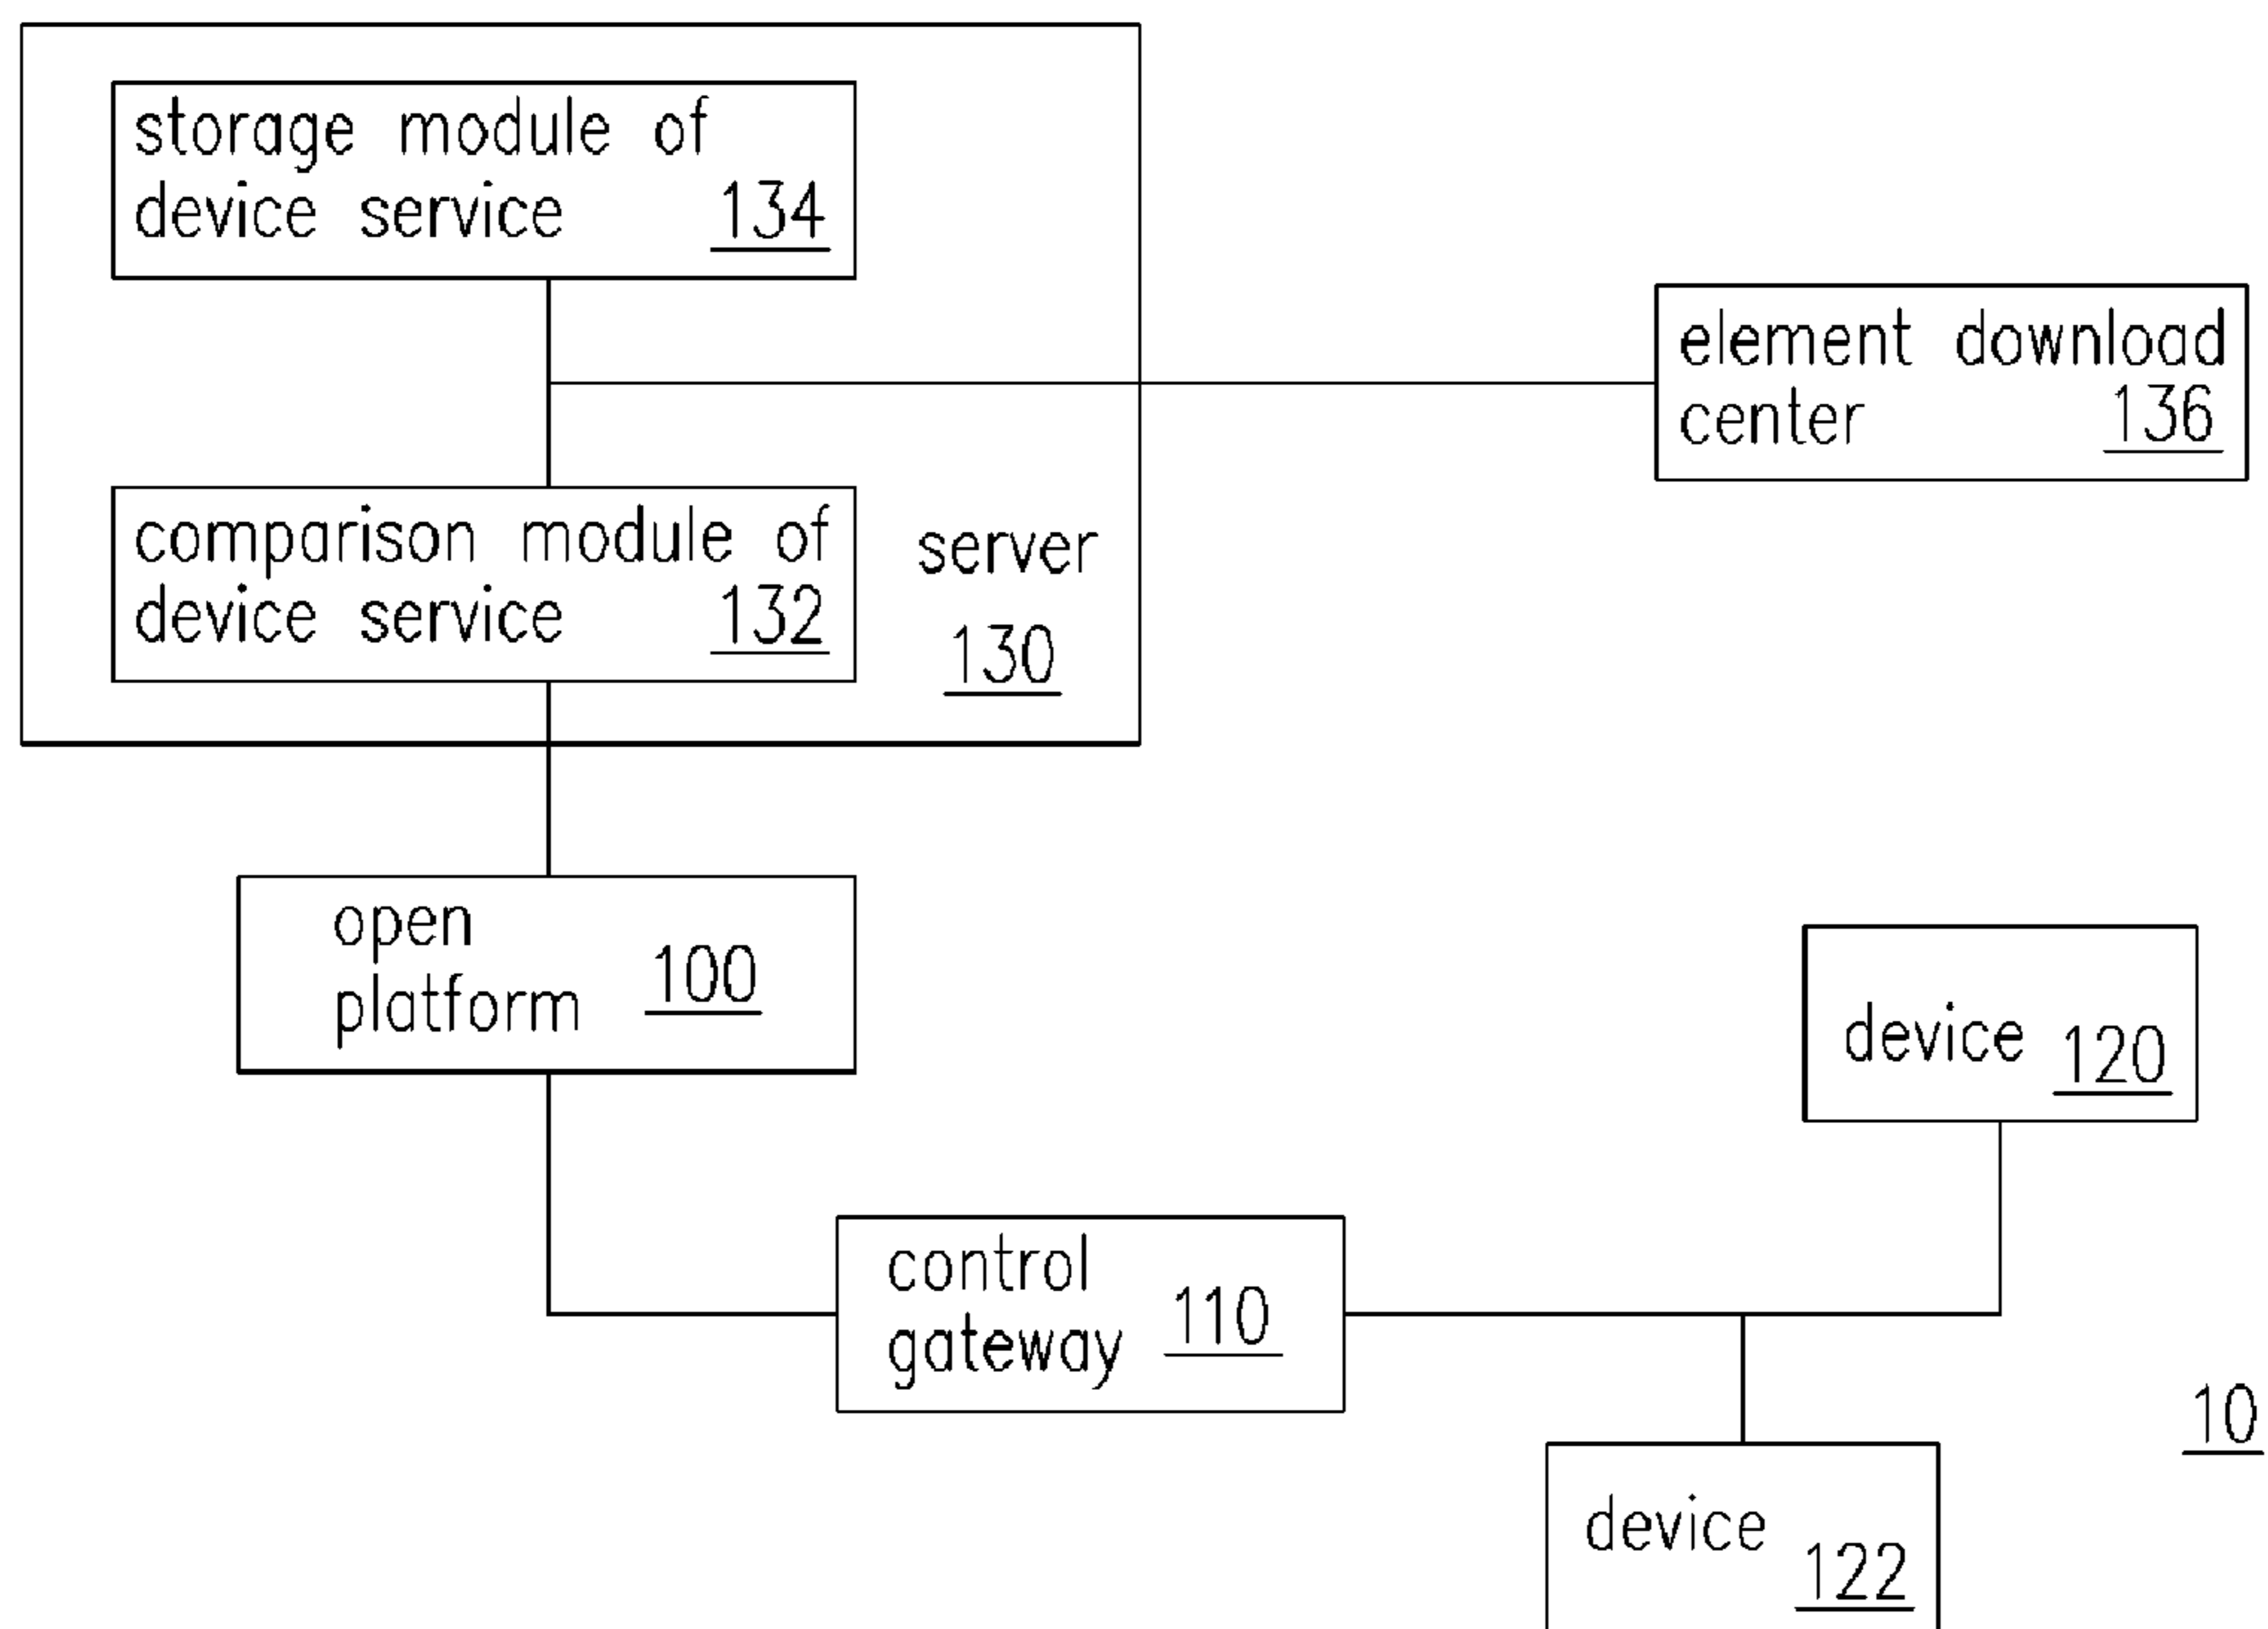 storage module of
device service 134
element download
center 136
comparison module of
device service 132
server
130
open
platform 100
device 120
control
gateway 110
10
device 122